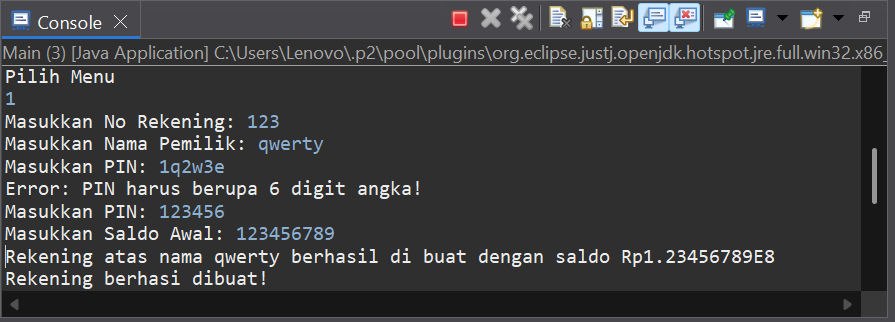 Console
Main (3) [Java Application] C:\Users\Lenovo\.p2\pool\plugins\org.eclipse.justj.openjdk.hotspot.jre.full.win32.x86_
Pilih Menu
1
Masukkan No Rekening: 123
Masukkan Nama Pemilik: qwerty
Masukkan PIN: 1q2w3e
Error: PIN harus berupa 6 digit angka!
Masukkan PIN: 123456
Masukkan Saldo Awal: 123456789
Rekening atas nama qwerty berhasil di buat dengan saldo Rp1.23456789E8
Rekening berhasi dibuat!